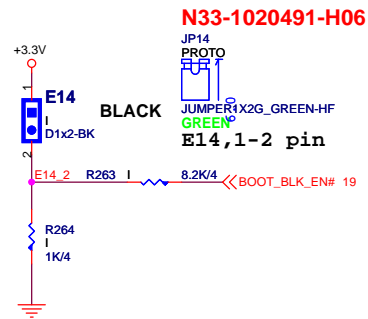 N33-1020491-H06
JP14
PROTO
+3.3V
1
E14
I
D1x2-BK
BLACK
JUMPER1X2G_GREEN-HF
GREEN
E14,1-2 pin
2
E14_2
R263
I
8.2K/4
BOOT_BLK_EN# 19
R264
I
1K/4